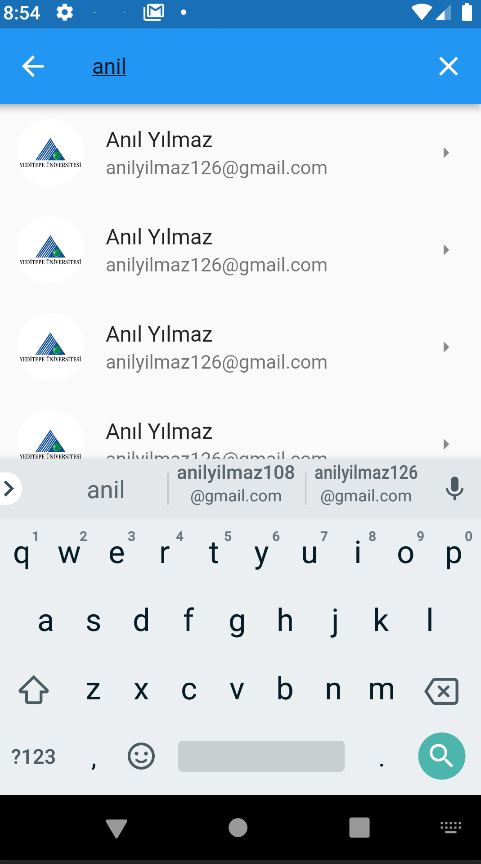 8:54
anil
Anıl Yılmaz
anilyilmaz126@gmail.com
YEDİTEPE ÜNİVERSİTESİ
Anıl Yılmaz
anilyilmaz126@gmail.com
YEDİTEPE ÜNİVERSİTESİ
Anıl Yılmaz
anilyilmaz126@gmail.com
YEDİTEPE ÜNİVERSİTESİ
Anıl Yılmaz
anilyilmaz126@gmail.com
YEDİTEPE ÜNİVERSİTESİ
anil
anilyilmaz108
@gmail.com
anilyilmaz126
@gmail.com
1 2 3 4 5 6 7 8 9 0
q w e r t y u i o p
a s d f g h j k l
z x c v b n m
?123 , .